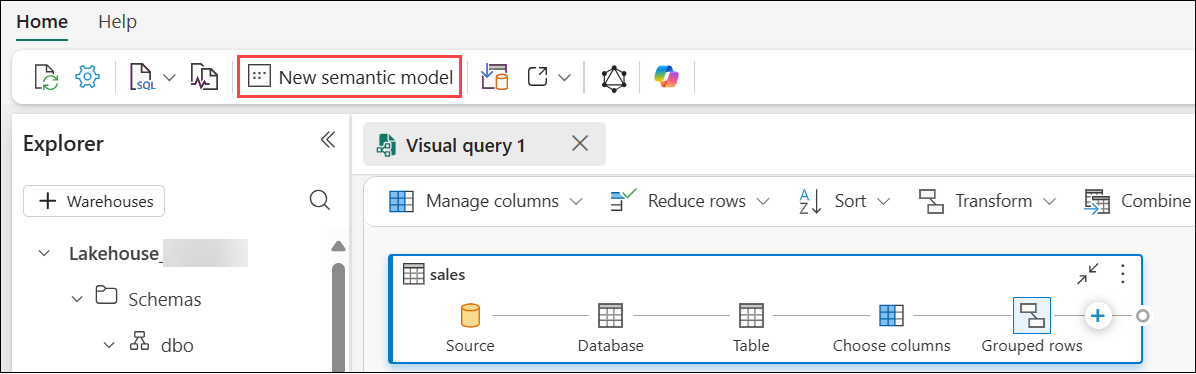 Home Help
SQL New semantic model
Explorer
Visual query 1
+ Warehouses
Manage columns Reduce rows A Z Sort Transform Combine
Lakehouse_
sales
Schemas
Source Database Table Choose columns Grouped rows
dbo